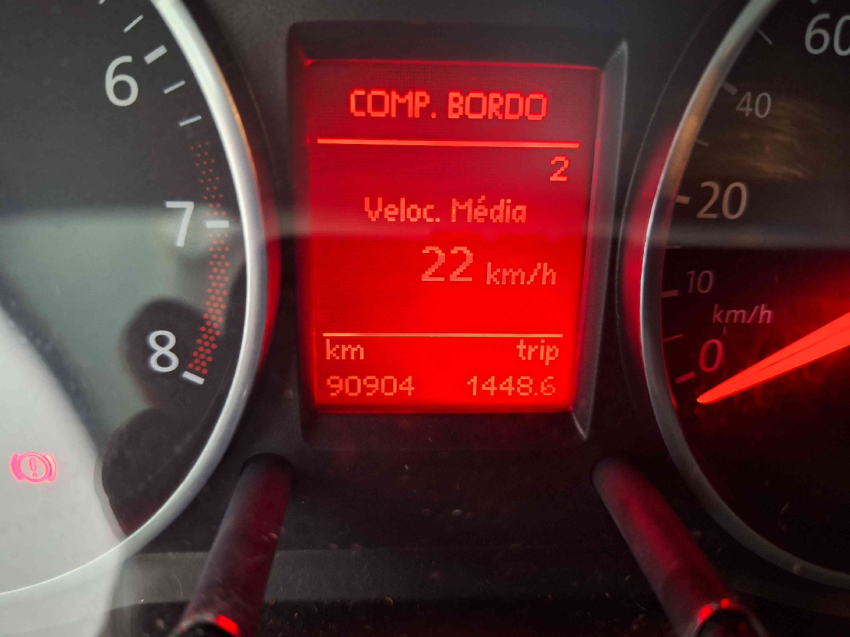 6
7
8
COMP. BORDO
2
Veloc. Média
22 km/h
km trip
90904 1448.6
60
40
20
10
km/h
0